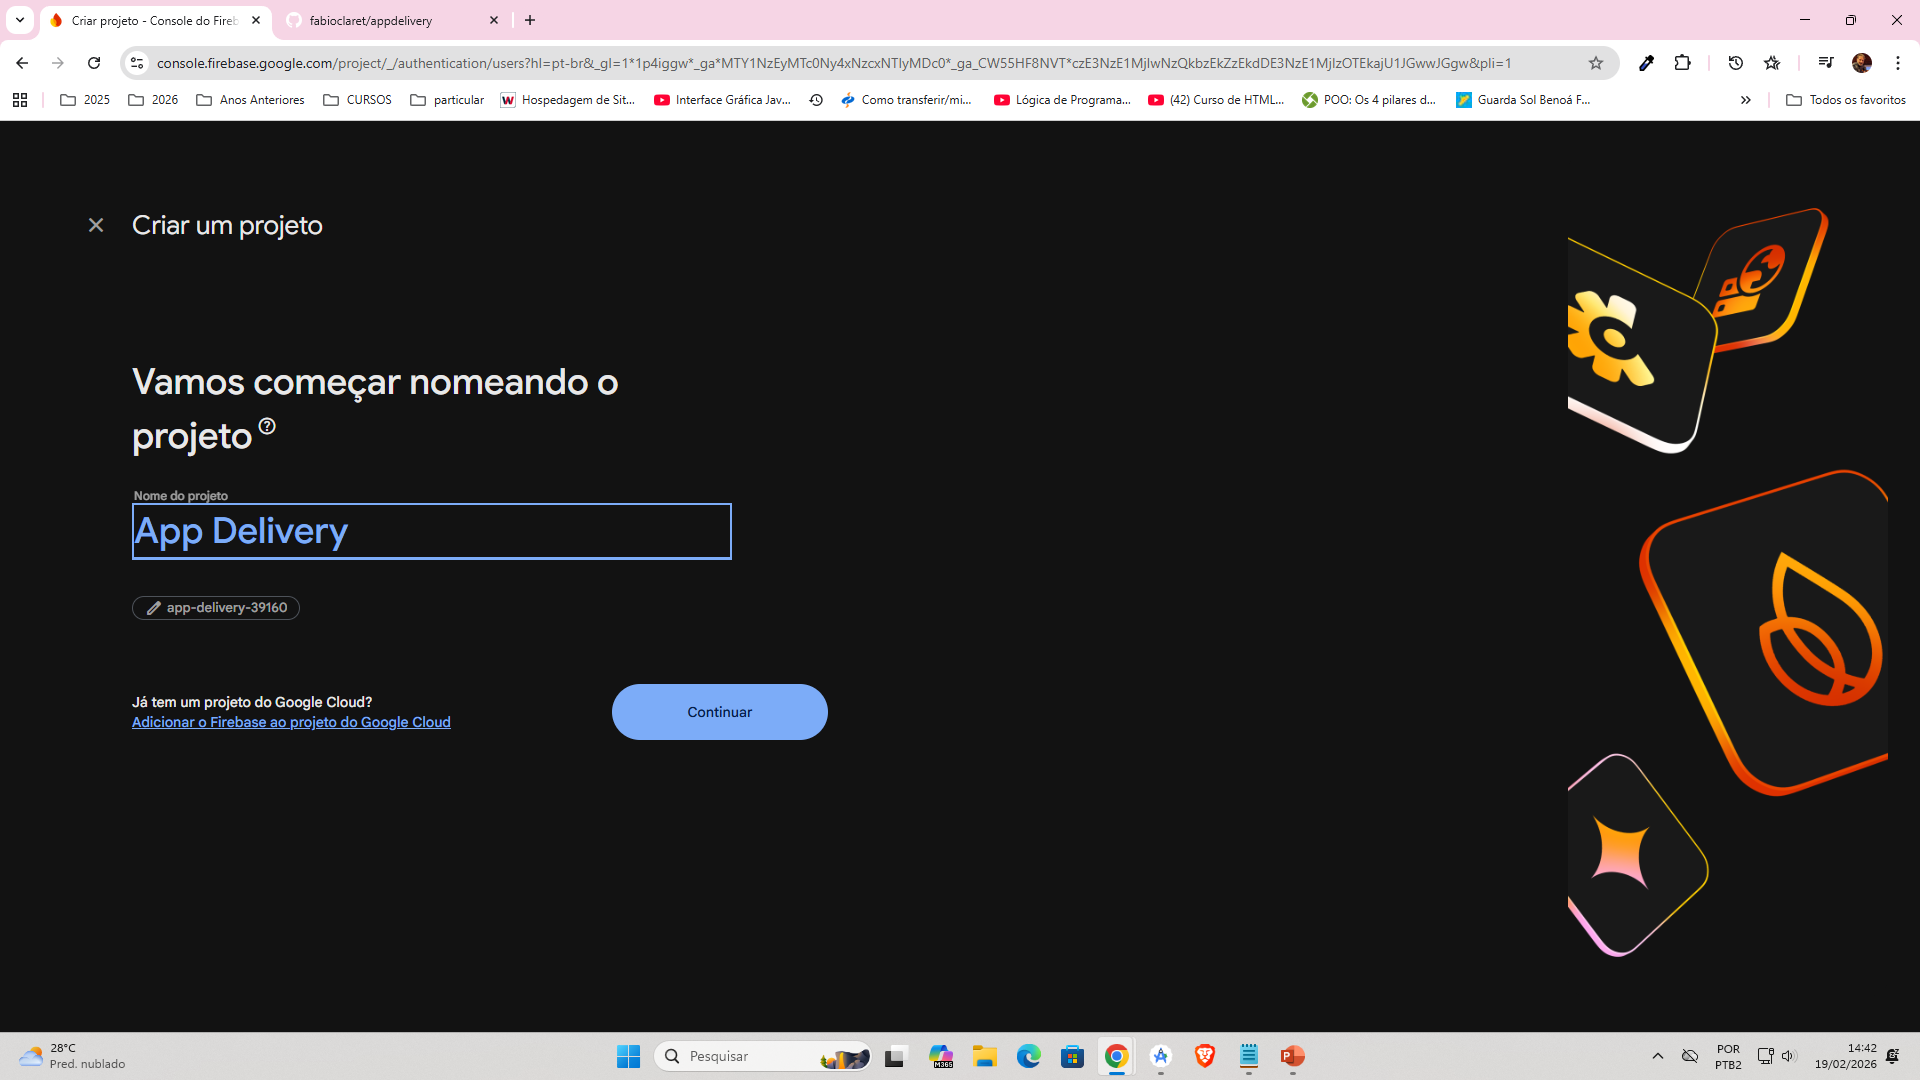 Criar projeto - Console do Fireb
fabioclaret/appdelivery
console.firebase.google.com/project/_/authentication/users?hl=pt-br&_gl=1*1p4iggw*_ga*MTY1NzEyMTc0Ny4xNzcxNTIyMDc0*_ga_CW55HF8NVT*czE3NzE1MjIwNzQkbzEkZzEkdDE3NzE1MjIzOTEkajU1JGwwJGgw&pli=1
2025
2026
Anos Anteriores
CURSOS
particular
Hospedagem de Sit...
Interface Gráfica Jav...
Como transferir/mi...
Lógica de Programa...
(42) Curso de HTML...
POO: Os 4 pilares d...
Guarda Sol Benoá F...
Todos os favoritos
Criar um projeto
Vamos começar nomeando o
projeto
Nome do projeto
App Delivery
app-delivery-39160
Já tem um projeto do Google Cloud?
Adicionar o Firebase ao projeto do Google Cloud
Continuar
28°C
Pred. nublado
Pesquisar
M365
POR
PTB2
14:42
19/02/2026